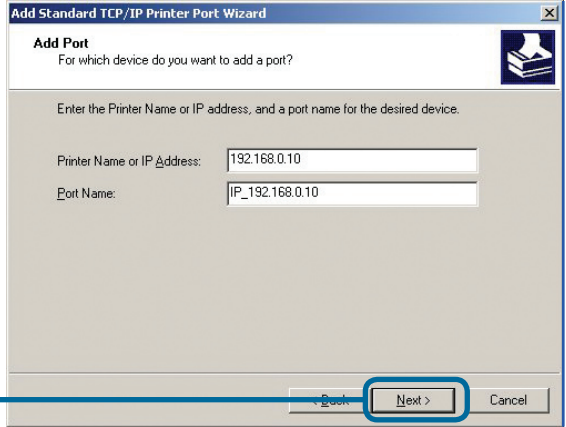 Add Standard TCP/IP Printer Port Wizard
Add Port
For which device do you want to add a port?
Enter the Printer Name or IP address, and a port name for the desired device.
Printer Name or IP Address: 192.168.0.10
Port Name: IP_192.168.0.10
< Back Next > Cancel